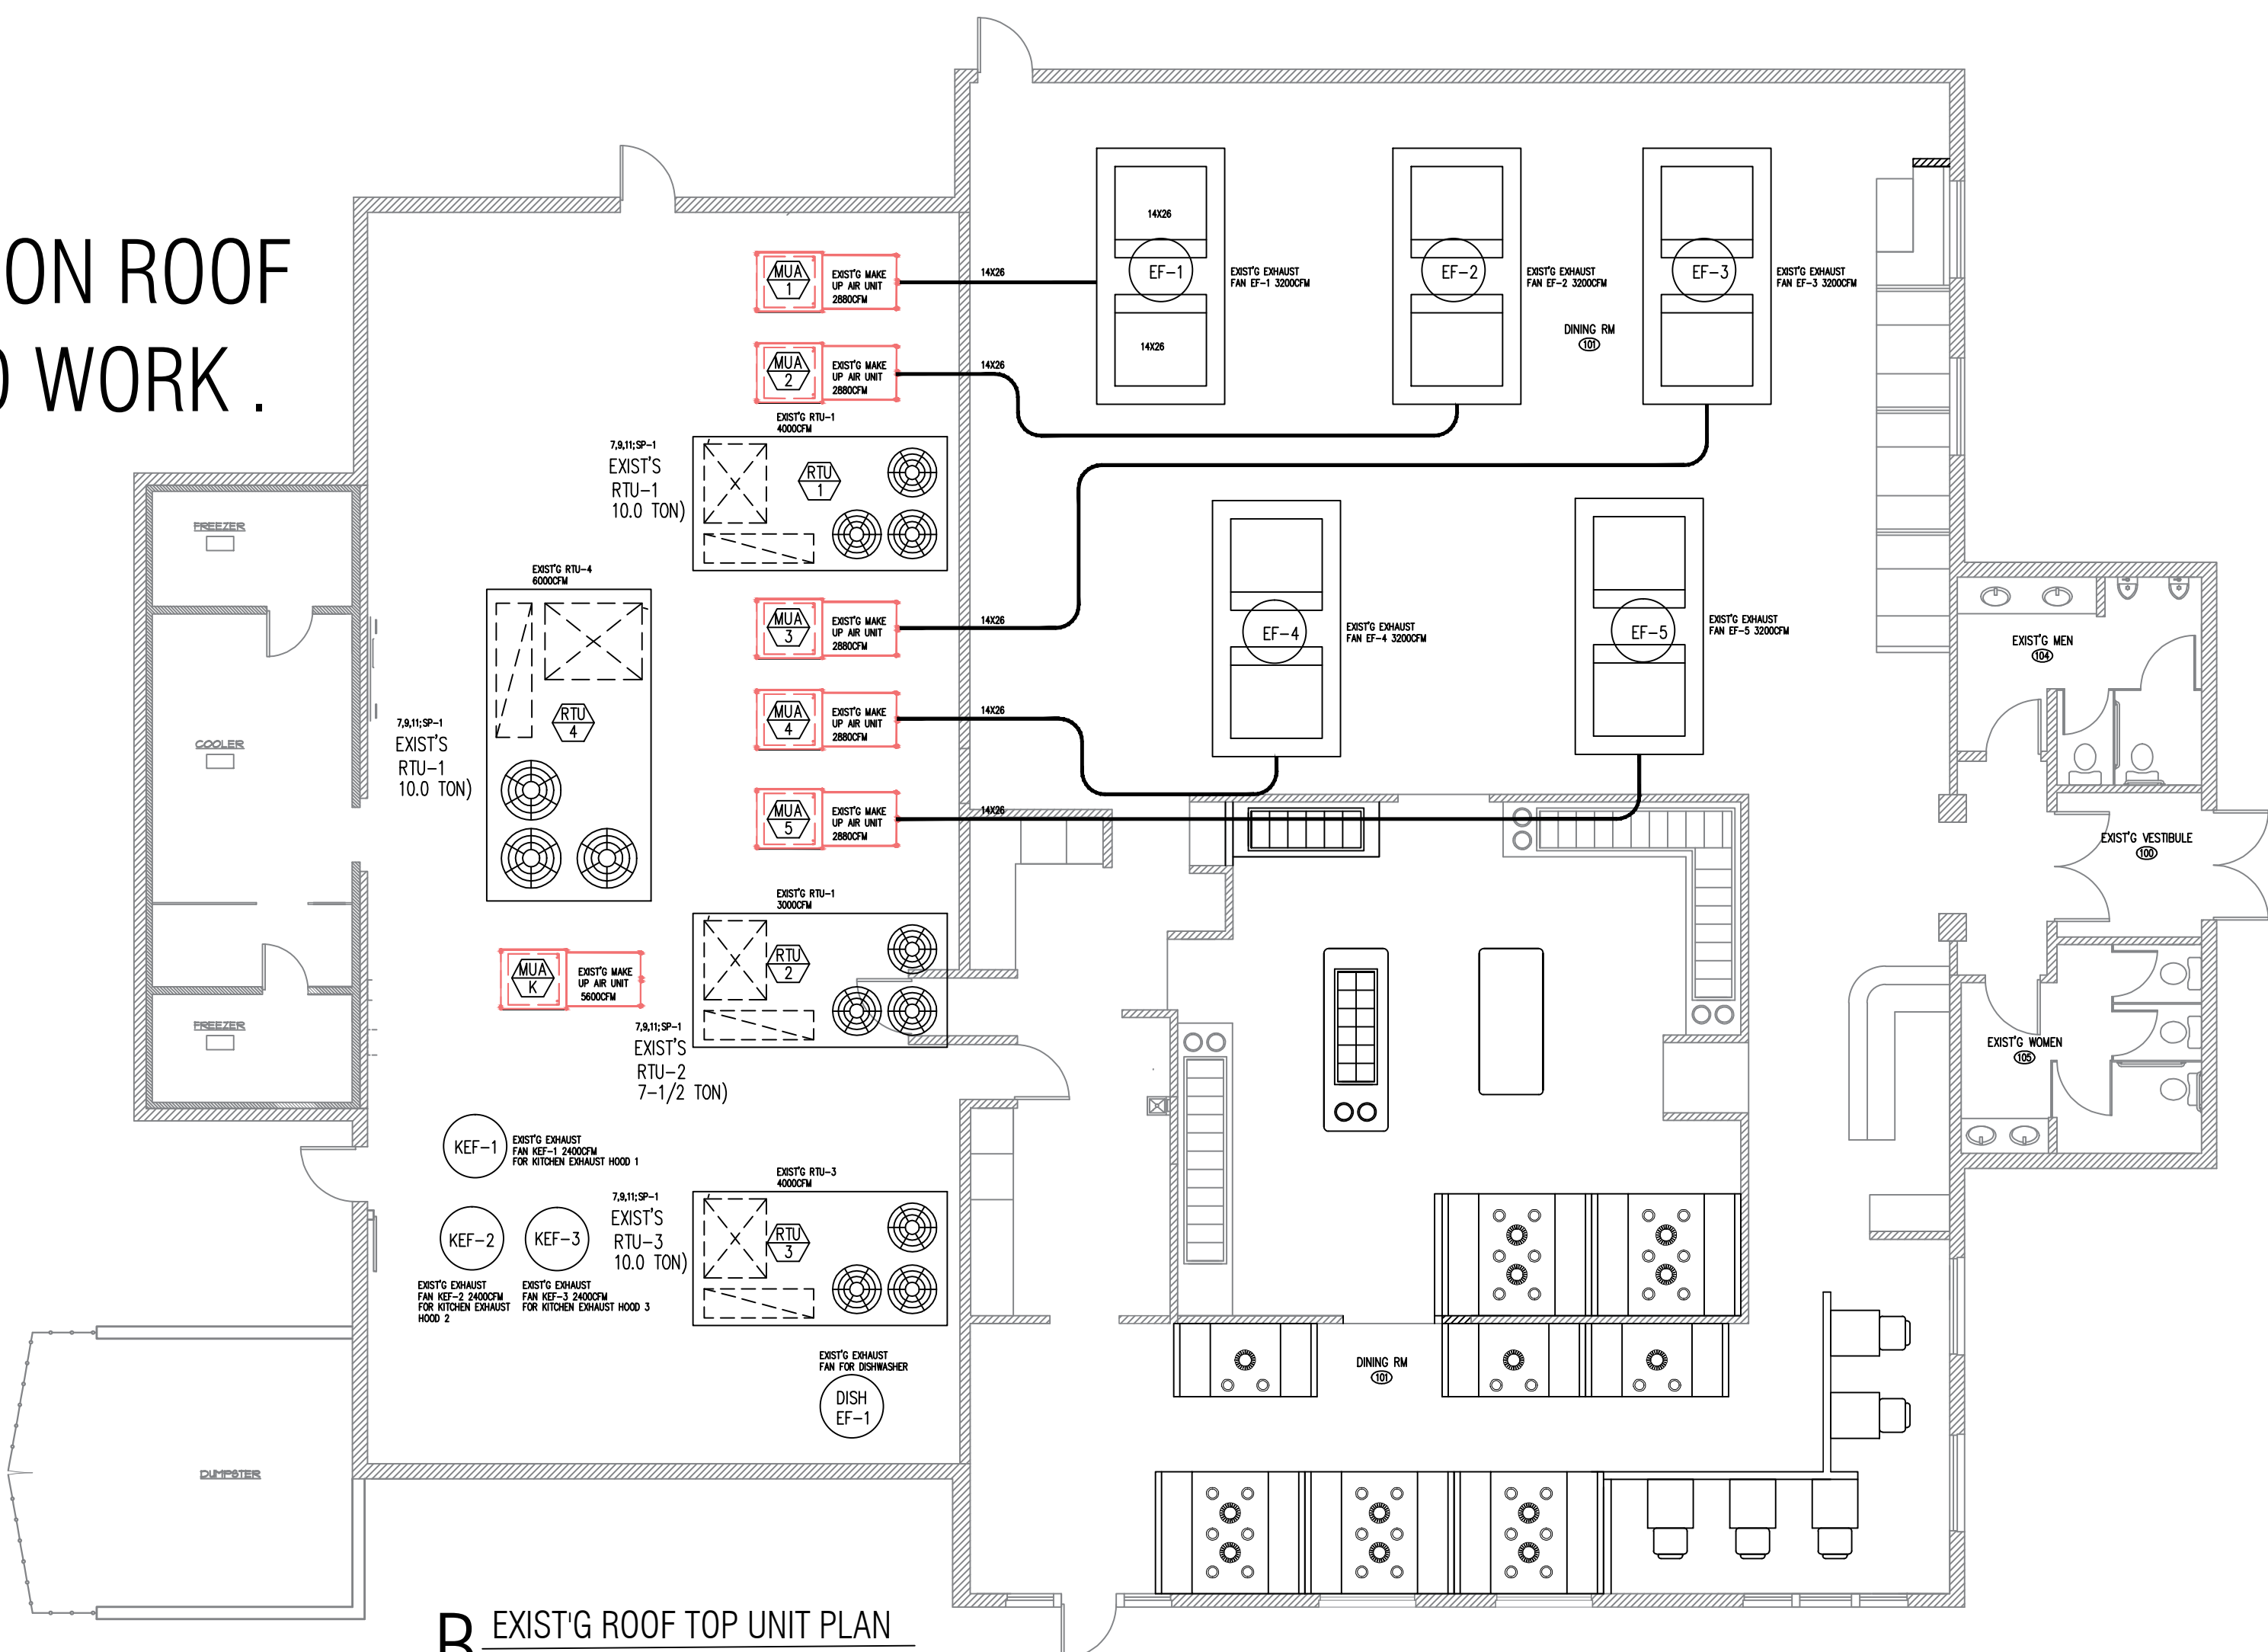 ON ROOF
WORK .
MUA
1
EXIST'G MAKE
UP AIR UNIT
2880CFM
14X26
14X26
EF-1
14X26
EXIST'G EXHAUST
FAN EF-1 3200CFM
EF-2
EXIST'G EXHAUST
FAN EF-2 3200CFM
EF-3
EXIST'G EXHAUST
FAN EF-3 3200CFM
DINING RM
101
MUA
2
EXIST'G MAKE
UP AIR UNIT
2880CFM
14X26
EXIST'G RTU-1
4000CFM
7,9,11;SP-1
EXIST'S
RTU-1
10.0 TON)
RTU
1
FREEZER
EXIST'G RTU-4
6000CFM
MUA
3
EXIST'G MAKE
UP AIR UNIT
2880CFM
14X26
EF-4
EXIST'G EXHAUST
FAN EF-4 3200CFM
EF-5
EXIST'G EXHAUST
FAN EF-5 3200CFM
EXIST'G MEN
104
7,9,11;SP-1
EXIST'S
RTU-1
10.0 TON)
RTU
4
COOLER
MUA
4
EXIST'G MAKE
UP AIR UNIT
2880CFM
14X26
MUA
5
EXIST'G MAKE
UP AIR UNIT
2880CFM
14X26
EXIST'G VESTIBULE
100
EXIST'G RTU-1
3000CFM
RTU
2
MUA
K
EXIST'G MAKE
UP AIR UNIT
5600CFM
7,9,11;SP-1
EXIST'S
RTU-2
7-1/2 TON)
FREEZER
EXIST'G WOMEN
105
KEF-1
EXIST'G EXHAUST
FAN KEF-1 2400CFM
FOR KITCHEN EXHAUST HOOD 1
EXIST'G RTU-3
4000CFM
7,9,11;SP-1
EXIST'S
RTU-3
10.0 TON)
RTU
3
KEF-2
KEF-3
EXIST'G EXHAUST
FAN KEF-2 2400CFM
FOR KITCHEN EXHAUST
HOOD 2
EXIST'G EXHAUST
FAN KEF-3 2400CFM
FOR KITCHEN EXHAUST HOOD 3
EXIST'G EXHAUST
FAN FOR DISHWASHER
DISH
EF-1
DINING RM
101
DUMPSTER
B EXIST'G ROOF TOP UNIT PLAN